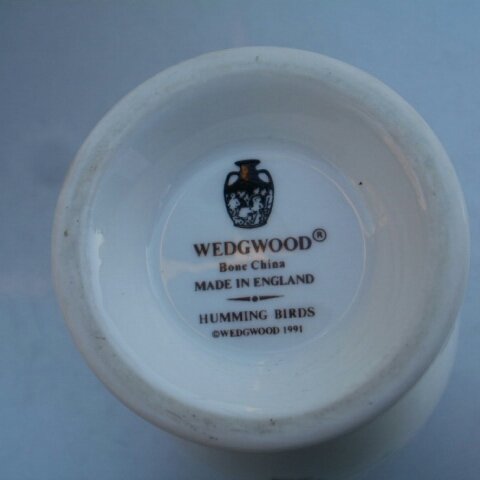 WEDGWOOD®
Bone China
MADE IN ENGLAND
HUMMING BIRDS
©WEDGWOOD 1991